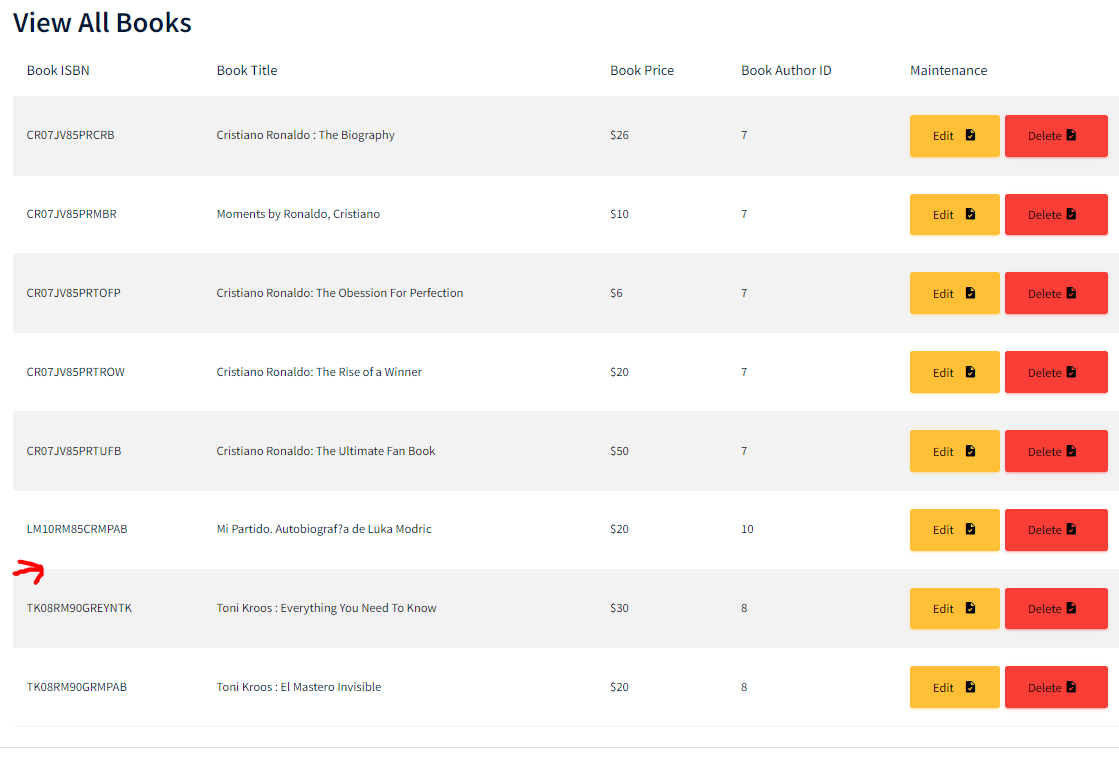 View All Books
Book ISBN Book Title Book Price Book Author ID Maintenance
CR07JV85PRCRB Cristiano Ronaldo : The Biography $26 7 Edit Delete
CR07JV85PRMBR Moments by Ronaldo, Cristiano $10 7 Edit Delete
CR07JV85PRTOFP Cristiano Ronaldo: The Obession For Perfection $6 7 Edit Delete
CR07JV85PRTROW Cristiano Ronaldo: The Rise of a Winner $20 7 Edit Delete
CR07JV85PRTUFB Cristiano Ronaldo: The Ultimate Fan Book $50 7 Edit Delete
LM10RM85CRMPAB Mi Partido. Autobiograf?a de Luka Modric $20 10 Edit Delete
TK08RM90GREYNTK Toni Kroos : Everything You Need To Know $30 8 Edit Delete
TK08RM90GRMPAB Toni Kroos : El Mastero Invisible $20 8 Edit Delete